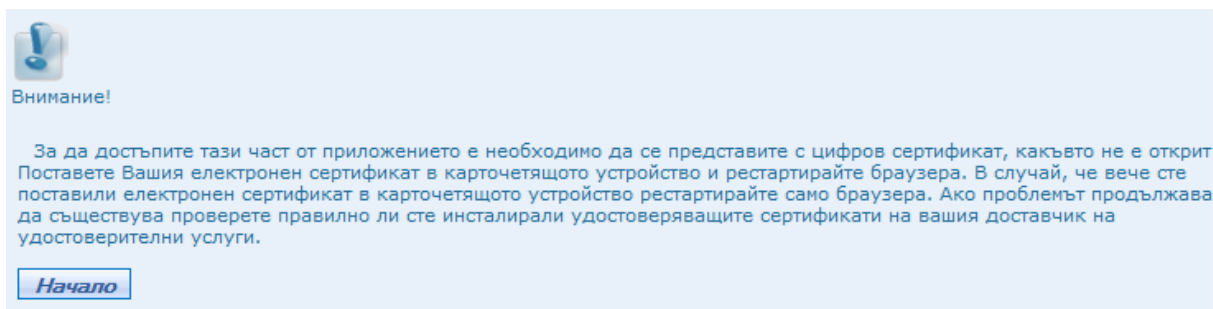 Внимание!
За да достъпите тази част от приложението е необходимо да се представите с цифров сертификат, какъвто не е открит
Поставете Вашия електронен сертификат в карточетящото устройство и рестартирайте браузера. В случай, че вече сте
поставили електронен сертификат в карточетящото устройство рестартирайте само браузера. Ако проблемът продължава
да съществува проверете правилно ли сте инсталирали удостоверяващите сертификати на вашия доставчик на
удостоверителни услуги.
Начало